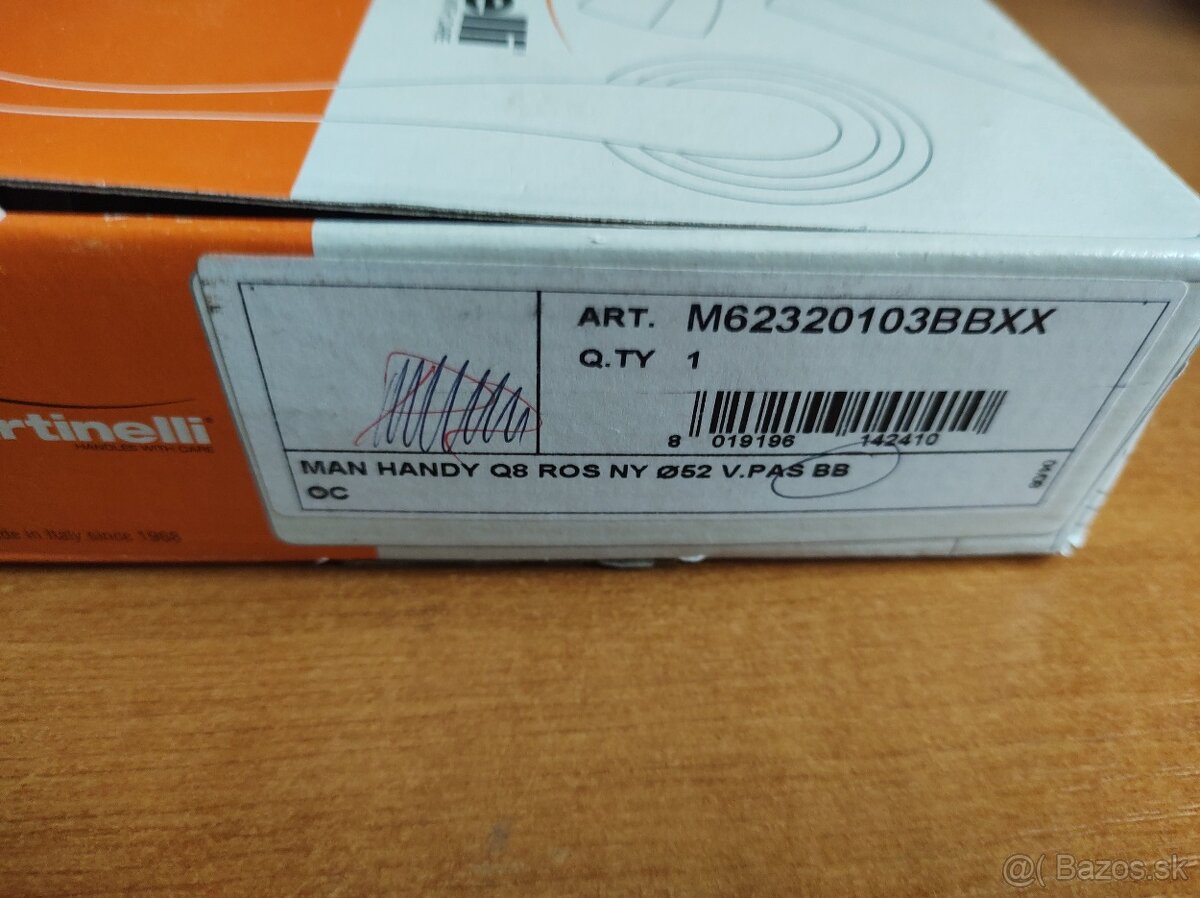 ART. M62320103BBXX
Q.TY 1
8 019196 142410
MAN HANDY Q8 ROS NY Ø52 V.PAS BB
OC
rtinelli
HANDLES WITH CARE
de in Italy since 1968
@( Bazos.sk